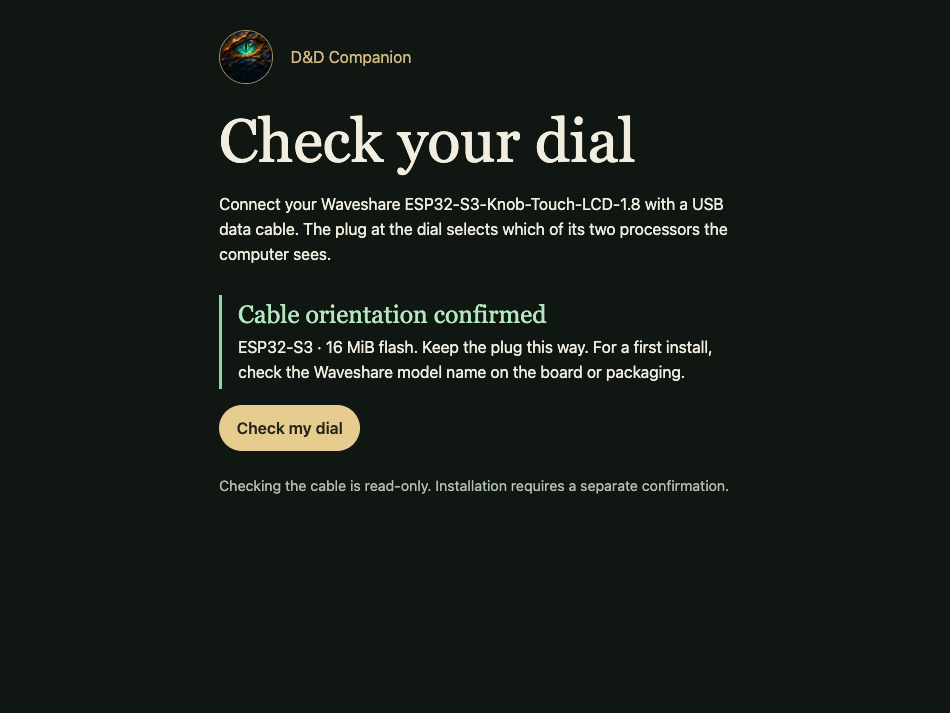 D&D Companion
Check your dial
Connect your Waveshare ESP32-S3-Knob-Touch-LCD-1.8 with a USB
data cable. The plug at the dial selects which of its two processors the
computer sees.
Cable orientation confirmed
ESP32-S3 · 16 MiB flash. Keep the plug this way. For a first install,
check the Waveshare model name on the board or packaging.
Check my dial
Checking the cable is read-only. Installation requires a separate confirmation.